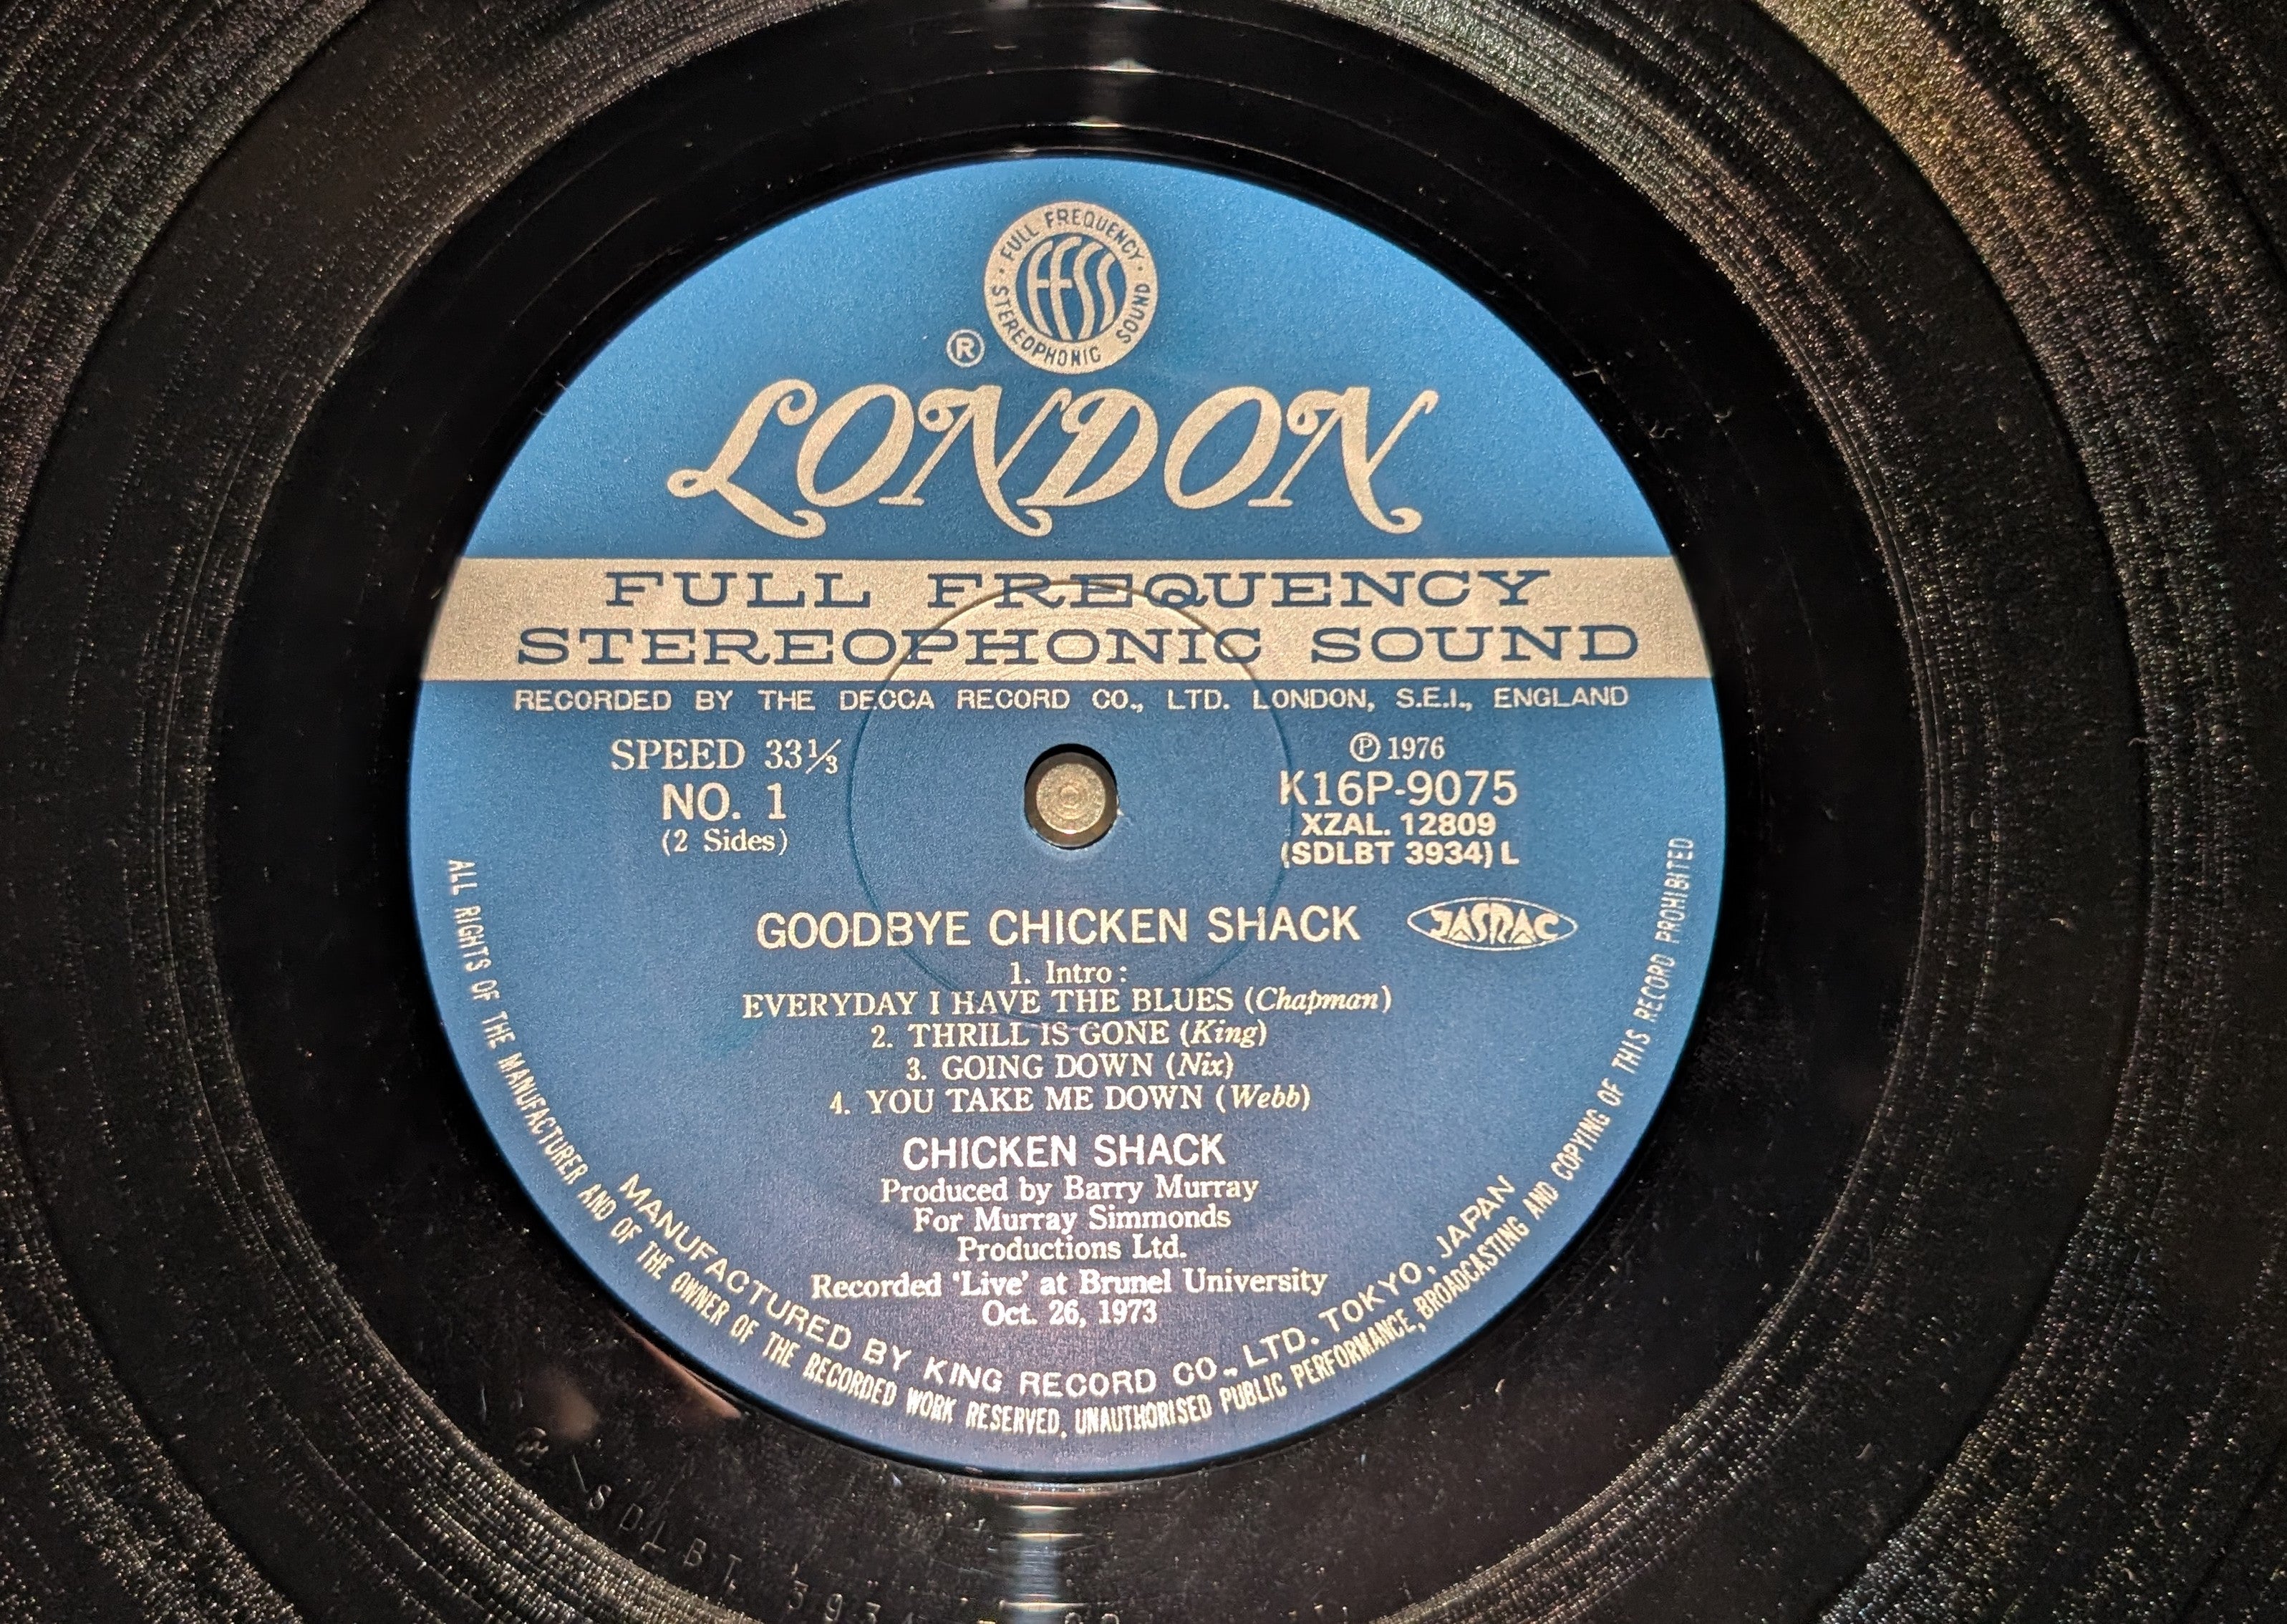 · FULL FREQUENCY · STEREOPHONIC SOUND
FFSS
®
LONDON
FULL FREQUENCY
STEREOPHONIC SOUND
RECORDED BY THE DECCA RECORD CO., LTD. LONDON, S.E.I., ENGLAND
SPEED 33⅓
NO. 1
(2 Sides)
℗ 1976
K16P-9075
XZAL. 12809
(SDLBT 3934) L
GOODBYE CHICKEN SHACK
JASRAC
1. Intro :
EVERYDAY I HAVE THE BLUES (Chapman)
2. THRILL IS GONE (King)
3. GOING DOWN (Nix)
4. YOU TAKE ME DOWN (Webb)
CHICKEN SHACK
Produced by Barry Murray
For Murray Simmonds
Productions Ltd.
Recorded 'Live' at Brunel University
Oct. 26, 1973
MANUFACTURED BY KING RECORD CO., LTD. TOKYO, JAPAN
ALL RIGHTS OF THE MANUFACTURER AND OF THE OWNER OF THE RECORDED WORK RESERVED. UNAUTHORISED PUBLIC PERFORMANCE, BROADCASTING AND COPYING OF THIS RECORD PROHIBITED
SDLBT